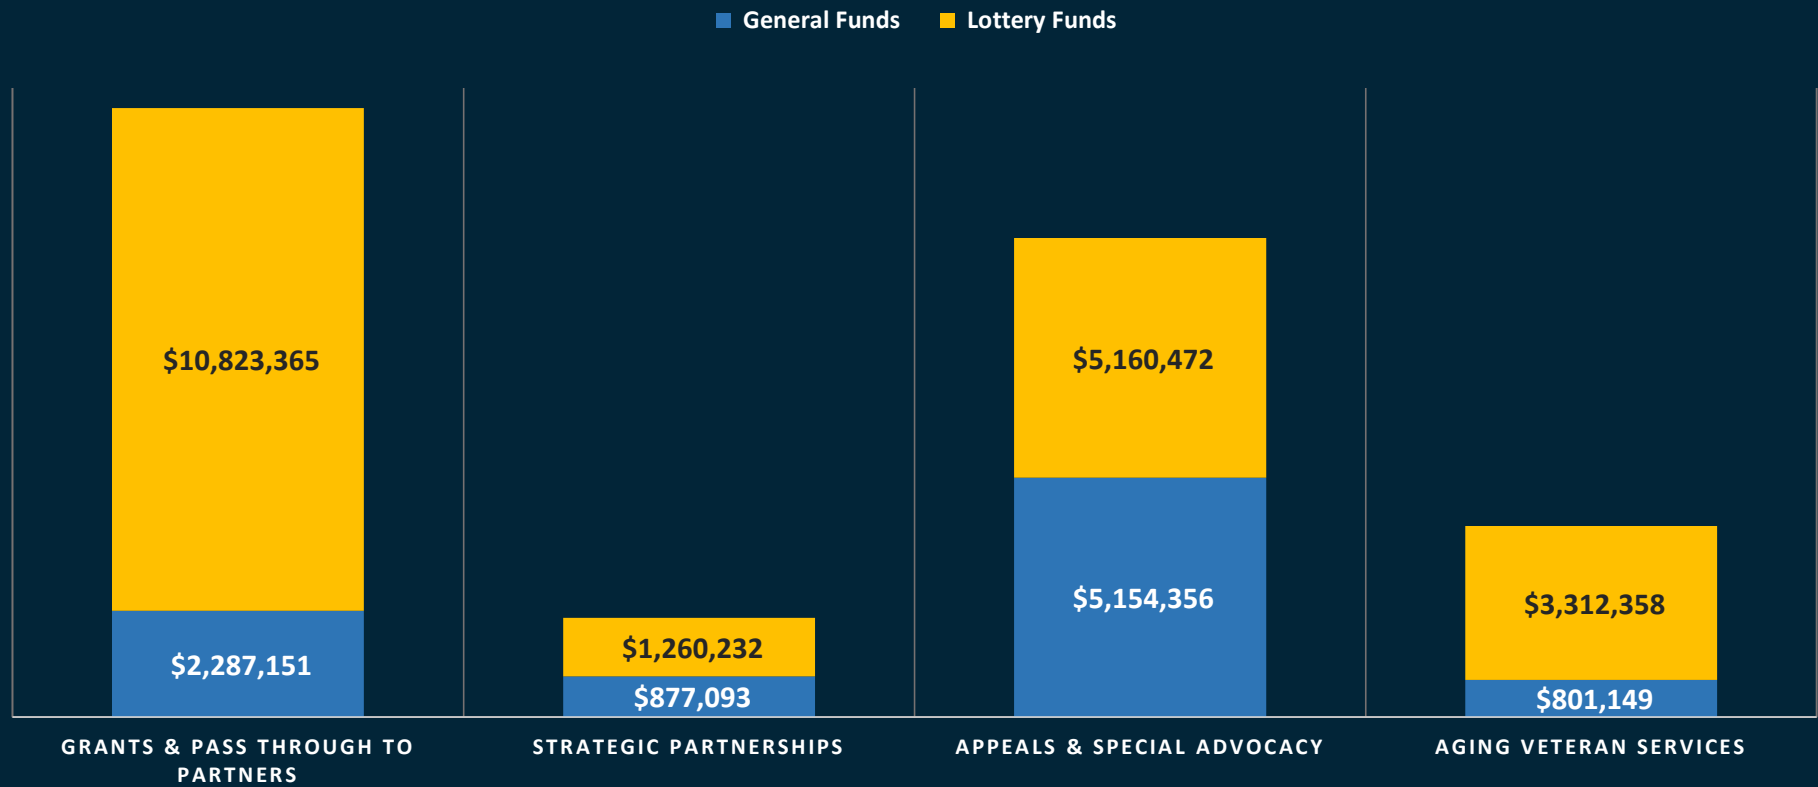 General Funds
Lottery Funds
$10,823,365
$2,287,151
$1,260,232
$877,093
$5,160,472
$5,154,356
$3,312,358
$801,149
GRANTS & PASS THROUGH TO
PARTNERS
STRATEGIC PARTNERSHIPS
APPEALS & SPECIAL ADVOCACY
AGING VETERAN SERVICES